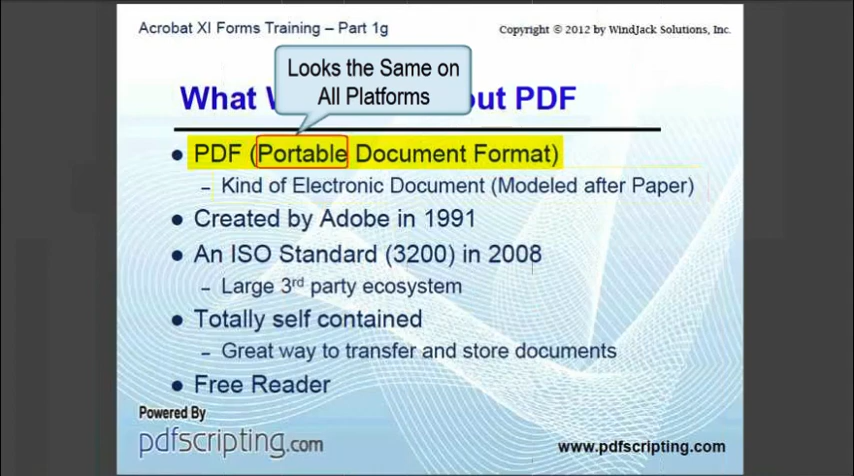 Acrobat XI Forms Training – Part 1g
Copyright © 2012 by WindJack Solutions, Inc.
Looks the Same on
All Platforms
What W out PDF
● PDF (Portable Document Format)
– Kind of Electronic Document (Modeled after Paper)
● Created by Adobe in 1991
● An ISO Standard (3200) in 2008
– Large 3rd party ecosystem
● Totally self contained
– Great way to transfer and store documents
● Free Reader
Powered By
pdfscripting.com
www.pdfscripting.com